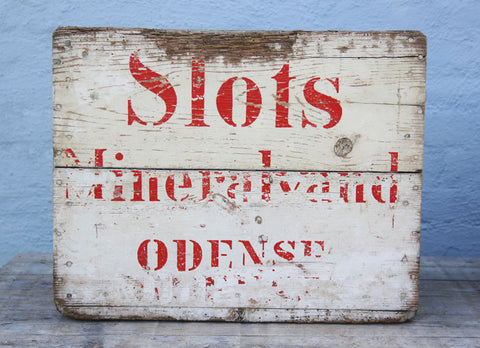 Slots
Mineralvand
ODENSE